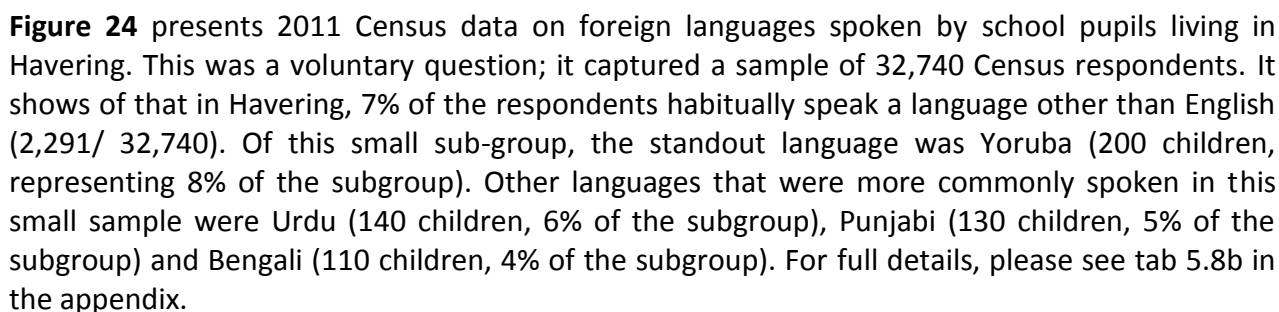 Figure 24 presents 2011 Census data on foreign languages spoken by school pupils living in
Havering. This was a voluntary question; it captured a sample of 32,740 Census respondents. It
shows of that in Havering, 7% of the respondents habitually speak a language other than English
(2,291/ 32,740). Of this small sub-group, the standout language was Yoruba (200 children,
representing 8% of the subgroup). Other languages that were more commonly spoken in this
small sample were Urdu (140 children, 6% of the subgroup), Punjabi (130 children, 5% of the
subgroup) and Bengali (110 children, 4% of the subgroup). For full details, please see tab 5.8b in
the appendix.